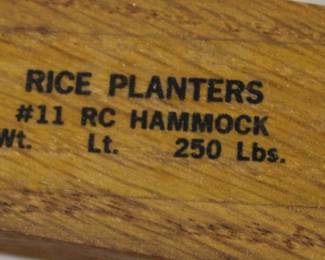 RICE PLANTERS
#11 RC HAMMOCK
Wt. Lt. 250 Lbs.